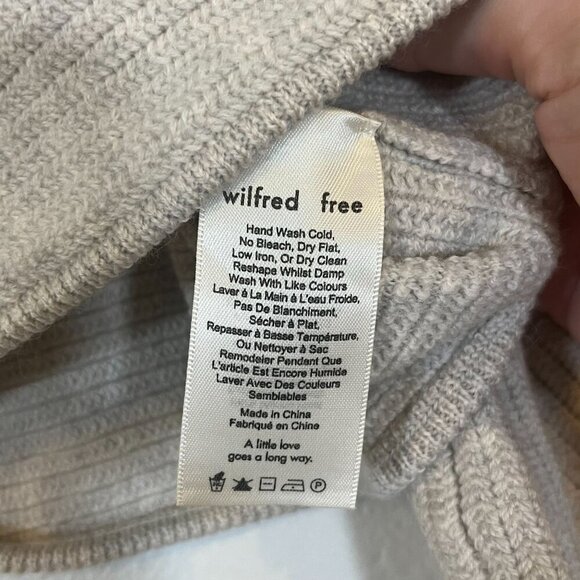 wilfred free
Hand Wash Cold,
No Bleach, Dry Flat,
Low Iron, Or Dry Clean
Reshape Whilst Damp
Wash With Like Colours
Laver à La Main à L'eau Froide,
Pas De Blanchiment,
Sécher à Plat,
Repasser à Basse Température,
Ou Nettoyer à Sec
Remodeler Pendant Que
L'article Est Encore Humide
Laver Avec Des Couleurs
Semblables
Made in China
Fabriqué en China
A little love
goes a long way.
P